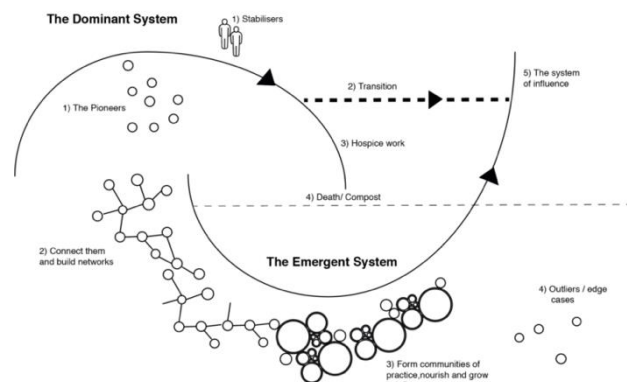 The Dominant System
1) Stabilisers
5) The system
of influence
2) Transition
1) The Pioneers
3) Hospice work
4) Death/ Compost
2) Connect them
and build networks
The Emergent System
4) Outliers / edge
cases
3) Form communities of
practice,nourish and grow